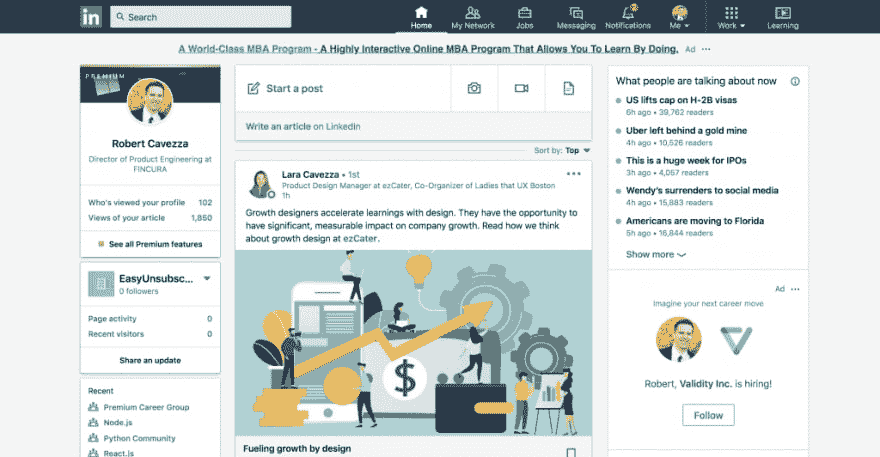 in
Search
Home
My Network
Jobs
Messaging
Notifications
Me
Work
Learning
A World-Class MBA Program - A Highly Interactive Online MBA Program That Allows You To Learn By Doing. Ad •••
PREMIUM
Robert Cavezza
Director of Product Engineering at
FINCURA
Who's viewed your profile 102
Views of your article 1,850
See all Premium features
EasyUnsubsc...
0 followers
Page activity 0
Recent visitors 0
Share an update
Recent
Premium Career Group
Node.js
Python Community
React.js
Start a post
Write an article on LinkedIn
Sort by: Top
Lara Cavezza • 1st
Product Design Manager at ezCater, Co-Organizer of Ladies that UX Boston
1h
Growth designers accelerate learnings with design. They have the opportunity to
have significant, measurable impact on company growth. Read how we think
about growth design at ezCater.
$
Fueling growth by design
What people are talking about now
US lifts cap on H-2B visas
6h ago • 39,762 readers
Uber left behind a gold mine
4h ago • 10,526 readers
This is a huge week for IPOs
3h ago • 4,057 readers
Wendy's surrenders to social media
4h ago • 15,883 readers
Americans are moving to Florida
5h ago • 16,844 readers
Show more
Ad •••
Imagine your next career move
Robert, Validity Inc. is hiring!
Follow